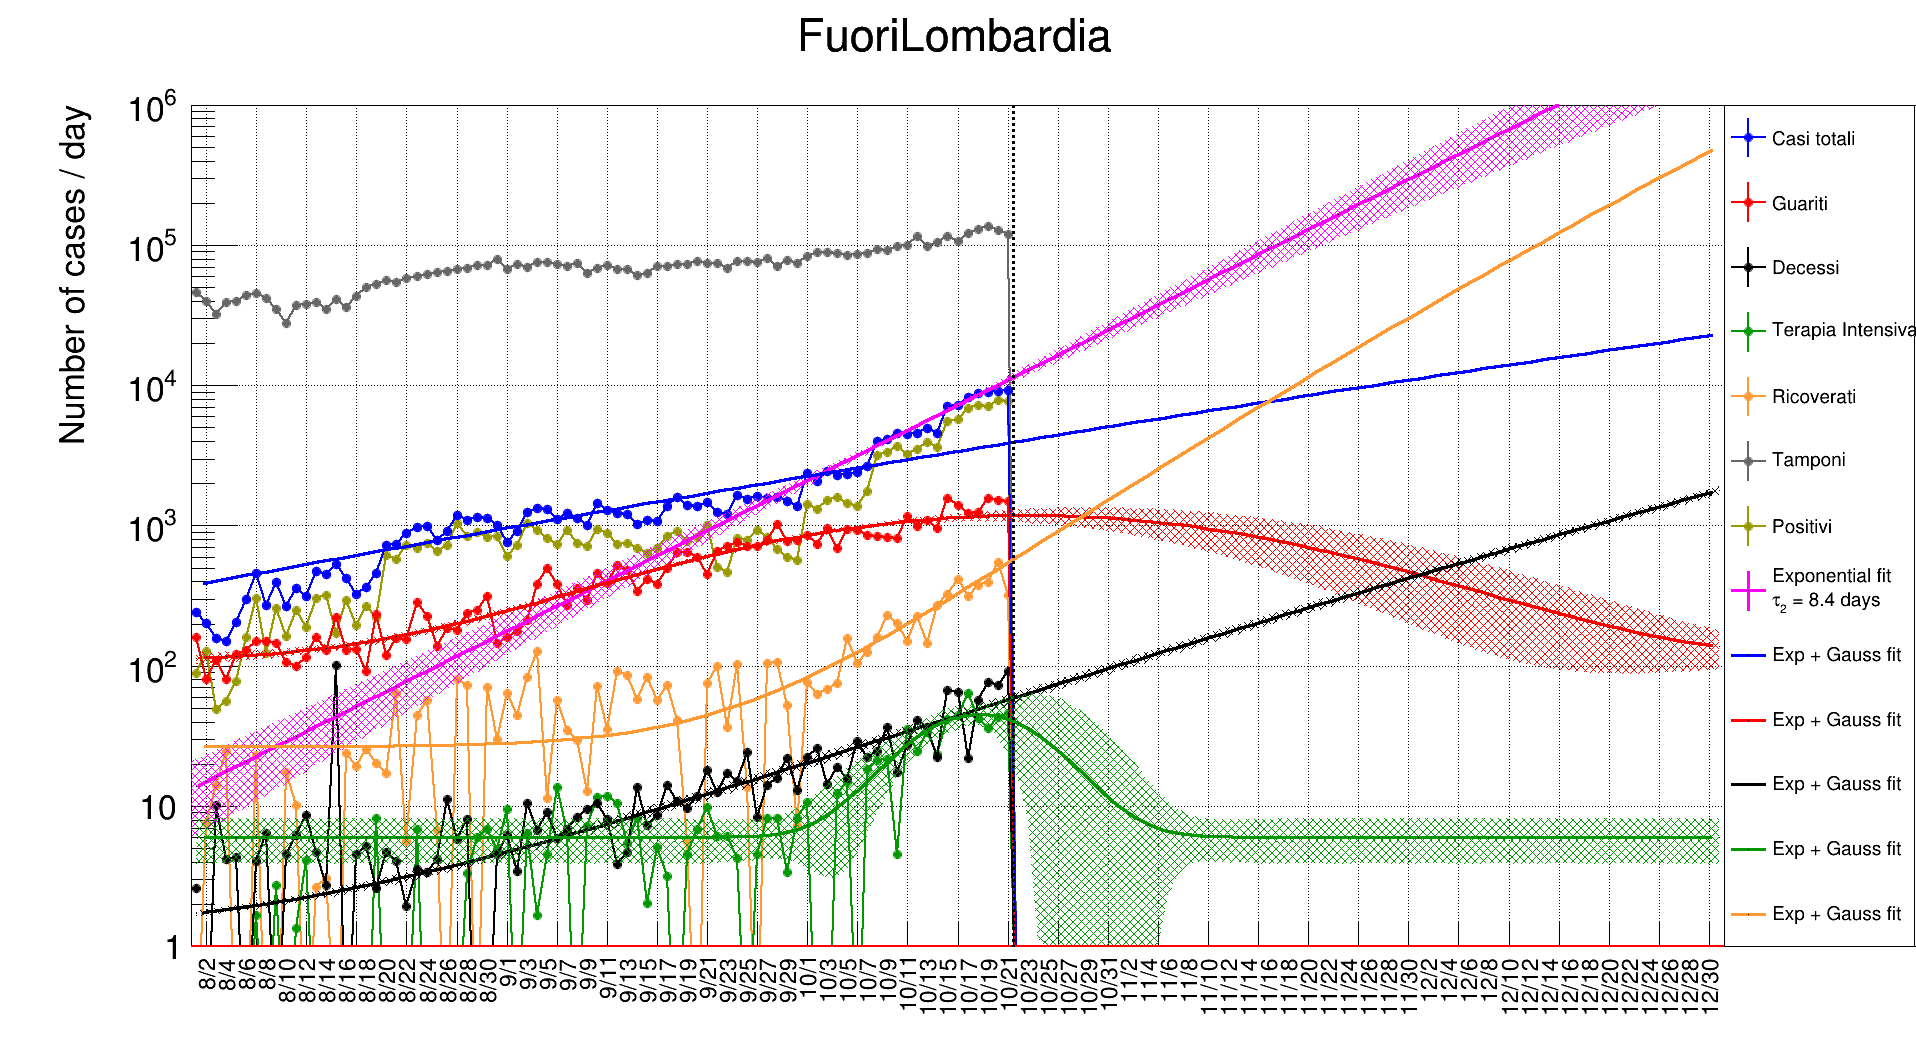 FuoriLombardia
Number of cases / day
10^6
10^5
10^4
10^3
10^2
10
1
8/2 8/4 8/6 8/8 8/10 8/12 8/14 8/16 8/18 8/20 8/22 8/24 8/26 8/28 8/30 9/1 9/3 9/5 9/7 9/9 9/11 9/13 9/15 9/17 9/19 9/21 9/23 9/25 9/27 9/29 10/1 10/3 10/5 10/7 10/9 10/11 10/13 10/15 10/17 10/19 10/21 10/23 10/25 10/27 10/29 10/31 11/2 11/4 11/6 11/8 11/10 11/12 11/14 11/16 11/18 11/20 11/22 11/24 11/26 11/28 11/30 12/2 12/4 12/6 12/8 12/10 12/12 12/14 12/16 12/18 12/20 12/22 12/24 12/26 12/28 12/30
Casi totali
Guariti
Decessi
Terapia Intensiva
Ricoverati
Tamponi
Positivi
Exponential fit
τ2 = 8.4 days
Exp + Gauss fit
Exp + Gauss fit
Exp + Gauss fit
Exp + Gauss fit
Exp + Gauss fit